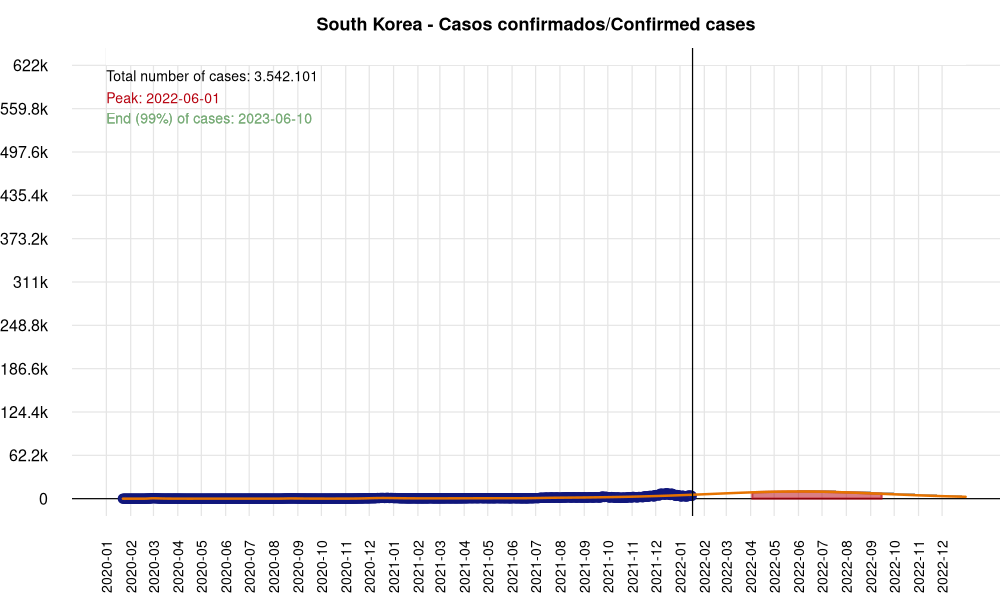 South Korea - Casos confirmados/Confirmed cases
622k
559.8k
497.6k
435.4k
373.2k
311k
248.8k
186.6k
124.4k
62.2k
0
Total number of cases: 3.542.101
Peak: 2022-06-01
End (99%) of cases: 2023-06-10
2020-01
2020-02
2020-03
2020-04
2020-05
2020-06
2020-07
2020-08
2020-09
2020-10
2020-11
2020-12
2021-01
2021-02
2021-03
2021-04
2021-05
2021-06
2021-07
2021-08
2021-09
2021-10
2021-11
2021-12
2022-01
2022-02
2022-03
2022-04
2022-05
2022-06
2022-07
2022-08
2022-09
2022-10
2022-11
2022-12